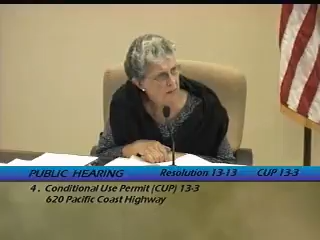 PUBLIC HEARING Resolution 13-13 CUP 13-3
4. Conditional Use Permit (CUP) 13-3
620 Pacific Coast Highway